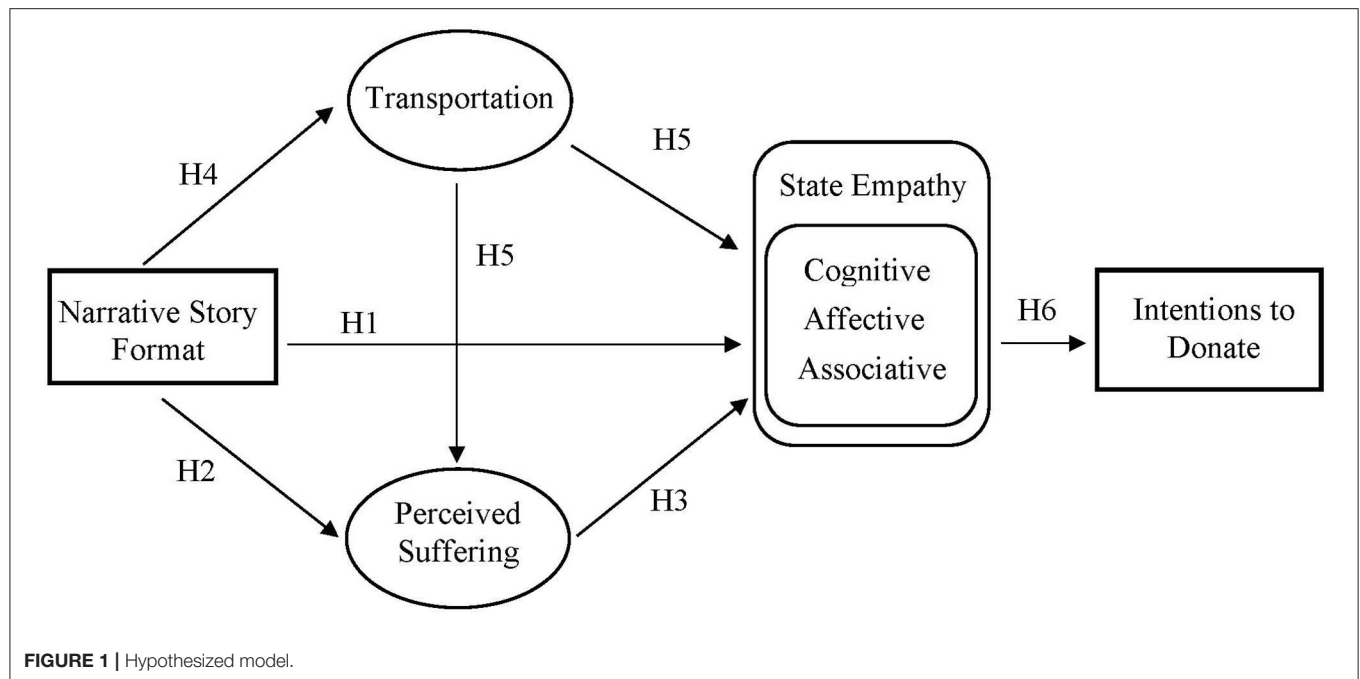 Transportation
H4
H5
State Empathy
H5
Cognitive
Affective
Associative
Narrative Story
Format
H1
H6
Intentions to
Donate
H2
H3
Perceived
Suffering
FIGURE 1 | Hypothesized model.